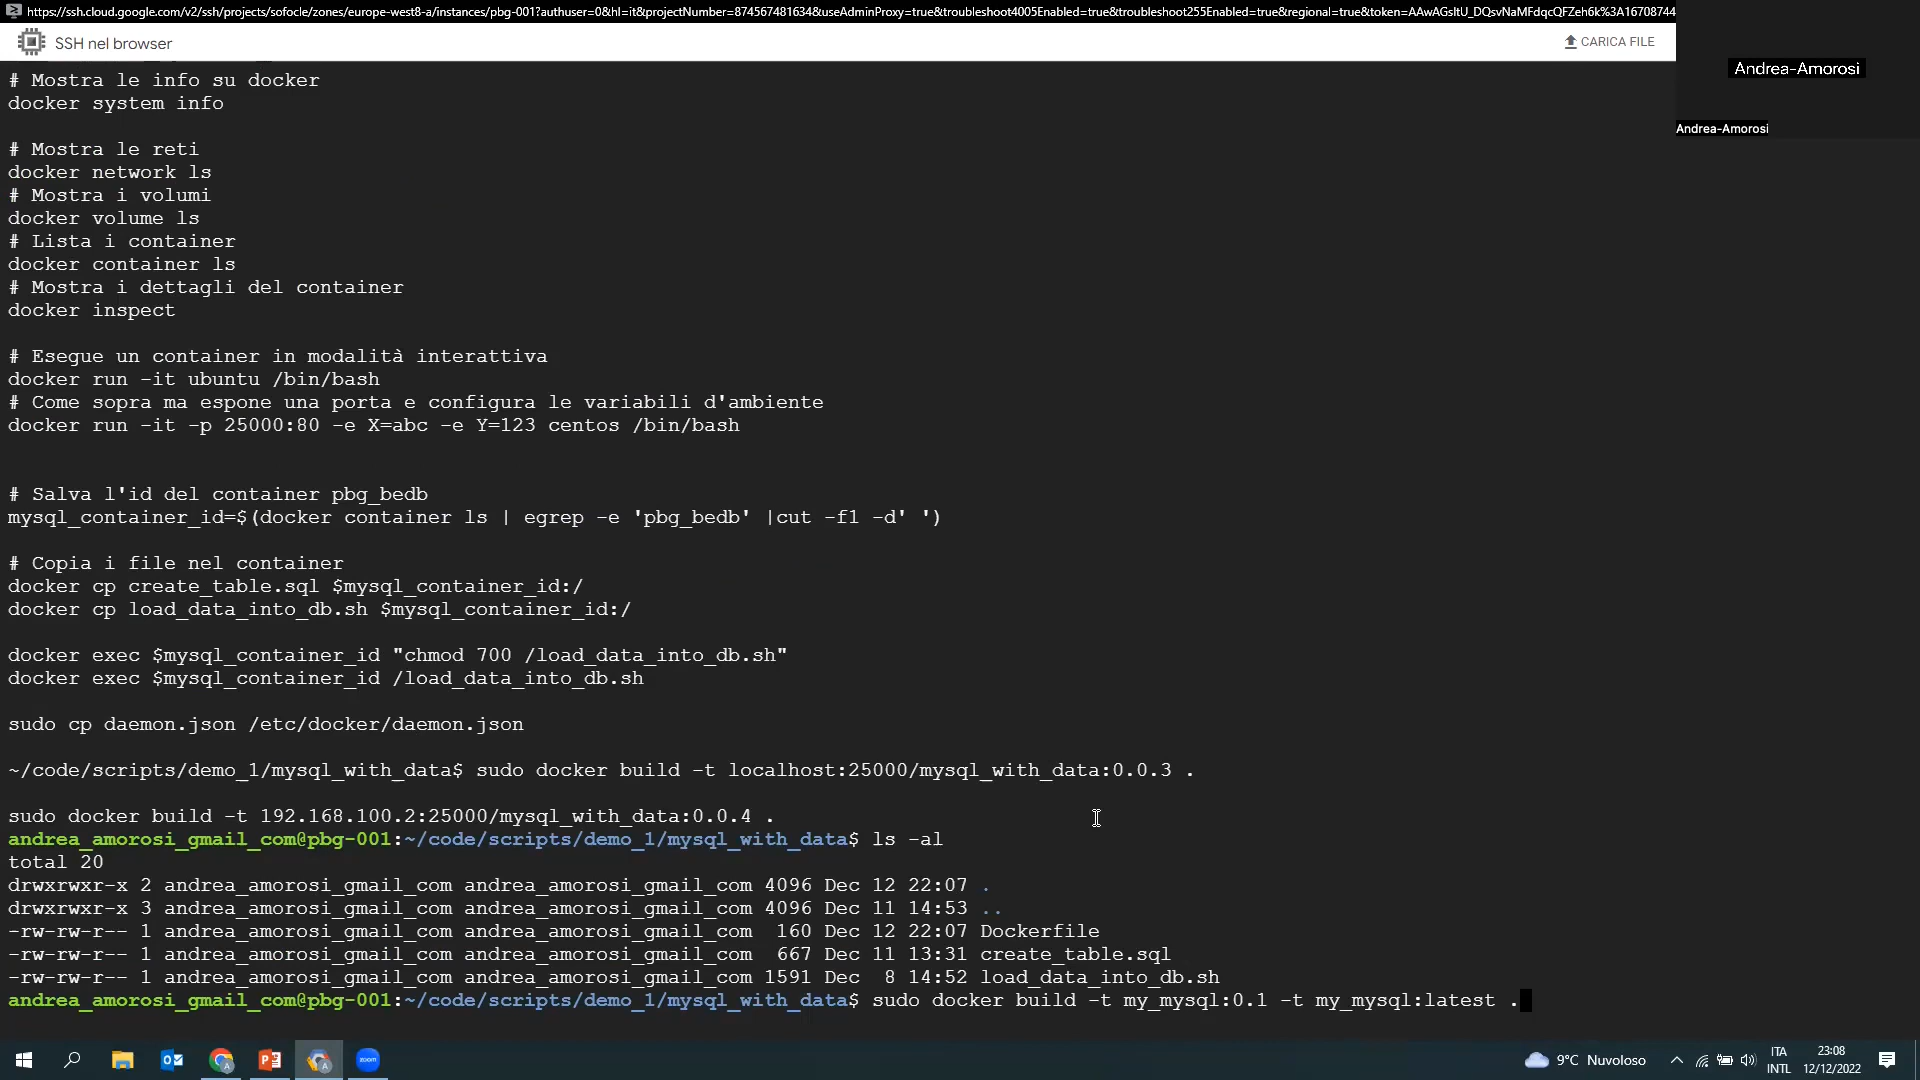 https://ssh.cloud.google.com/v2/ssh/projects/sofocle/zones/europe-west8-a/instances/pbg-001?authuser=0&hl=it&projectNumber=874567481634&useAdminProxy=true&troubleshoot4005Enabled=true&troubleshoot255Enabled=true&regional=true&token=AAwAGsItU_DQsvNaMFdqcQFZeh6k%3A16708744
SSH nel browser
CARICA FILE
Andrea-Amorosi
Andrea-Amorosi
# Mostra le info su docker
docker system info
# Mostra le reti
docker network ls
# Mostra i volumi
docker volume ls
# Lista i container
docker container ls
# Mostra i dettagli del container
docker inspect
# Esegue un container in modalità interattiva
docker run -it ubuntu /bin/bash
# Come sopra ma espone una porta e configura le variabili d'ambiente
docker run -it -p 25000:80 -e X=abc -e Y=123 centos /bin/bash
# Salva l'id del container pbg_bedb
mysql_container_id=$(docker container ls | egrep -e 'pbg_bedb' |cut -f1 -d' ')
# Copia i file nel container
docker cp create_table.sql $mysql_container_id:/
docker cp load_data_into_db.sh $mysql_container_id:/
docker exec $mysql_container_id "chmod 700 /load_data_into_db.sh"
docker exec $mysql_container_id /load_data_into_db.sh
sudo cp daemon.json /etc/docker/daemon.json
~/code/scripts/demo_1/mysql_with_data$ sudo docker build -t localhost:25000/mysql_with_data:0.0.3 .
sudo docker build -t 192.168.100.2:25000/mysql_with_data:0.0.4 .
andrea_amorosi_gmail_com@pbg-001:~/code/scripts/demo_1/mysql_with_data$ ls -al
total 20
drwxrwxr-x 2 andrea_amorosi_gmail_com andrea_amorosi_gmail_com 4096 Dec 12 22:07 .
drwxrwxr-x 3 andrea_amorosi_gmail_com andrea_amorosi_gmail_com 4096 Dec 11 14:53 ..
-rw-rw-r-- 1 andrea_amorosi_gmail_com andrea_amorosi_gmail_com  160 Dec 12 22:07 Dockerfile
-rw-rw-r-- 1 andrea_amorosi_gmail_com andrea_amorosi_gmail_com  667 Dec 11 13:31 create_table.sql
-rw-rw-r-- 1 andrea_amorosi_gmail_com andrea_amorosi_gmail_com 1591 Dec  8 14:52 load_data_into_db.sh
andrea_amorosi_gmail_com@pbg-001:~/code/scripts/demo_1/mysql_with_data$ sudo docker build -t my_mysql:0.1 -t my_mysql:latest .
zoom
9°C Nuvoloso
ITA
INTL
23:08
12/12/2022